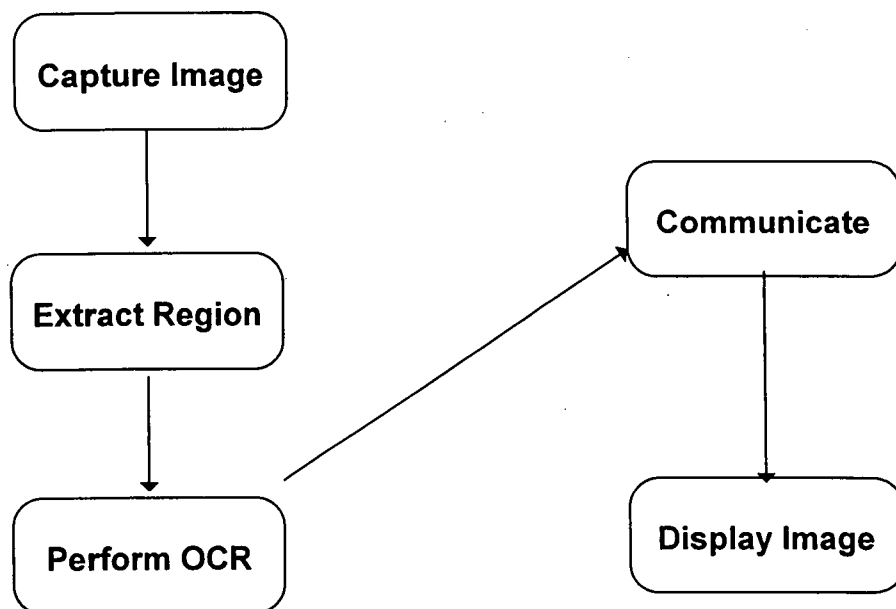 Capture Image
Extract Region
Perform OCR
Communicate
Display Image